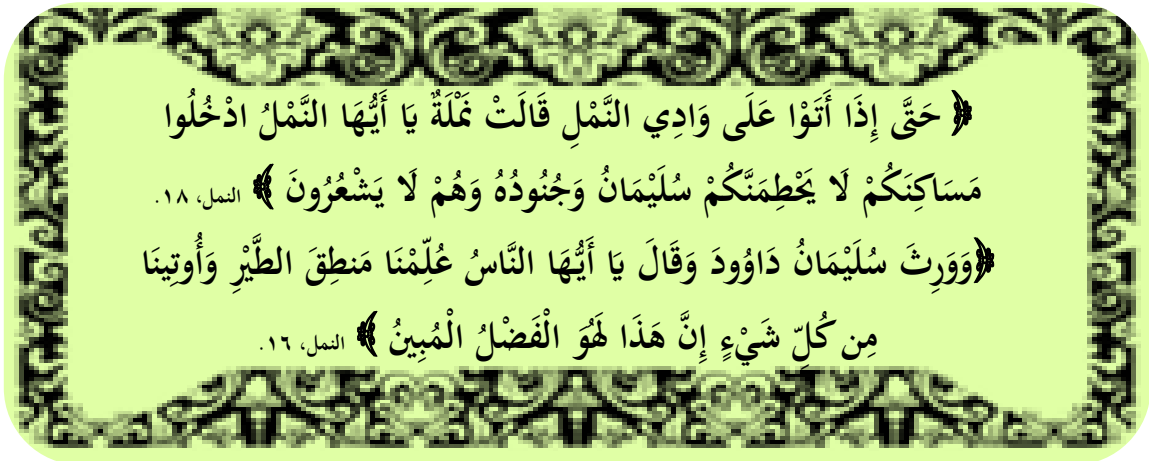 ﴿ حَتَّى إِذَا أَتَوْا عَلَى وَادِي النَّمْلِ قَالَتْ نَمْلَةٌ يَا أَيُّهَا النَّمْلُ ادْخُلُوا
مَسَاكِنَكُمْ لَا يَحْطِمَنَّكُمْ سُلَيْمَانُ وَجُنُودُهُ وَهُمْ لَا يَشْعُرُونَ ﴾ النمل، ١٨.
﴿وَوَرِثَ سُلَيْمَانُ دَاوُودَ وَقَالَ يَا أَيُّهَا النَّاسُ عُلِّمْنَا مَنطِقَ الطَّيْرِ وَأُوتِينَا
مِن كُلِّ شَيْءٍ إِنَّ هَذَا لَهُوَ الْفَضْلُ الْمُبِينُ ﴾ النمل، ١٦.